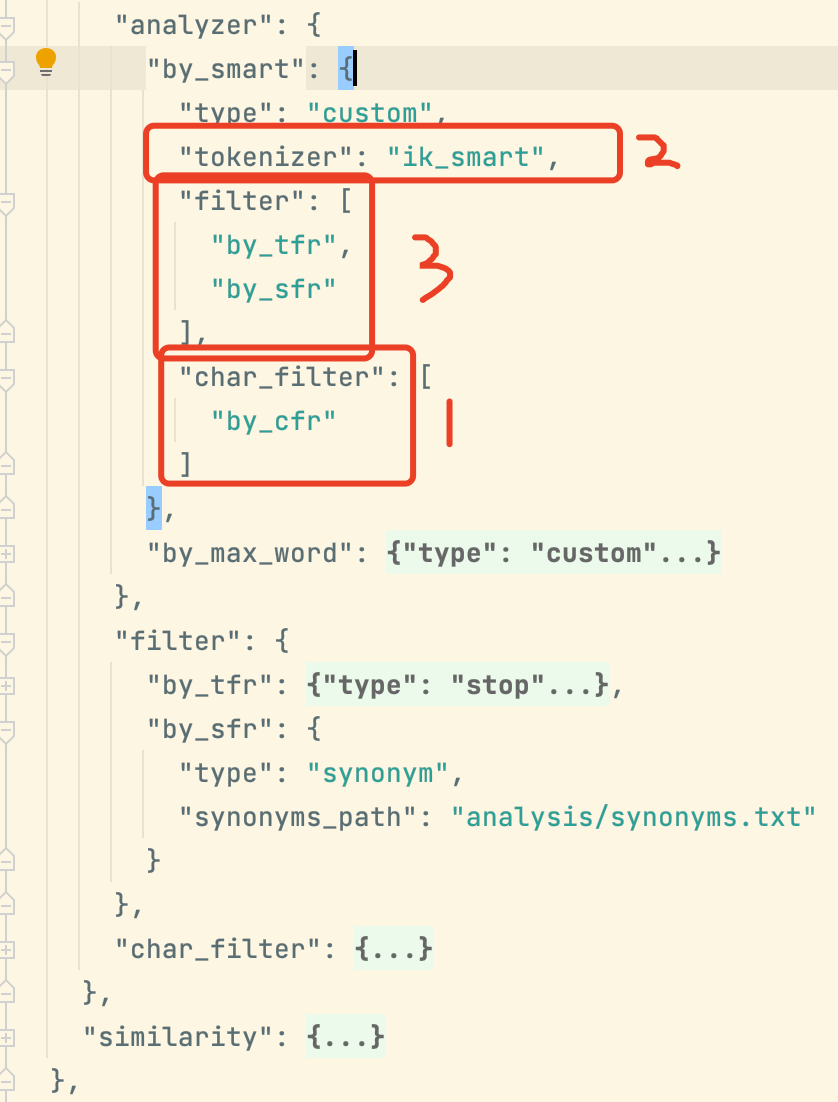 "analyzer": {
"by_smart": {
"type": "custom",
"tokenizer": "ik_smart", 2
"filter": [
"by_tfr", 3
"by_sfr"
],
"char_filter": [
"by_cfr" 1
]
},
"by_max_word": {"type": "custom"...}
},
"filter": {
"by_tfr": {"type": "stop"...},
"by_sfr": {
"type": "synonym",
"synonyms_path": "analysis/synonyms.txt"
}
},
"char_filter": {...}
},
"similarity": {...}
},